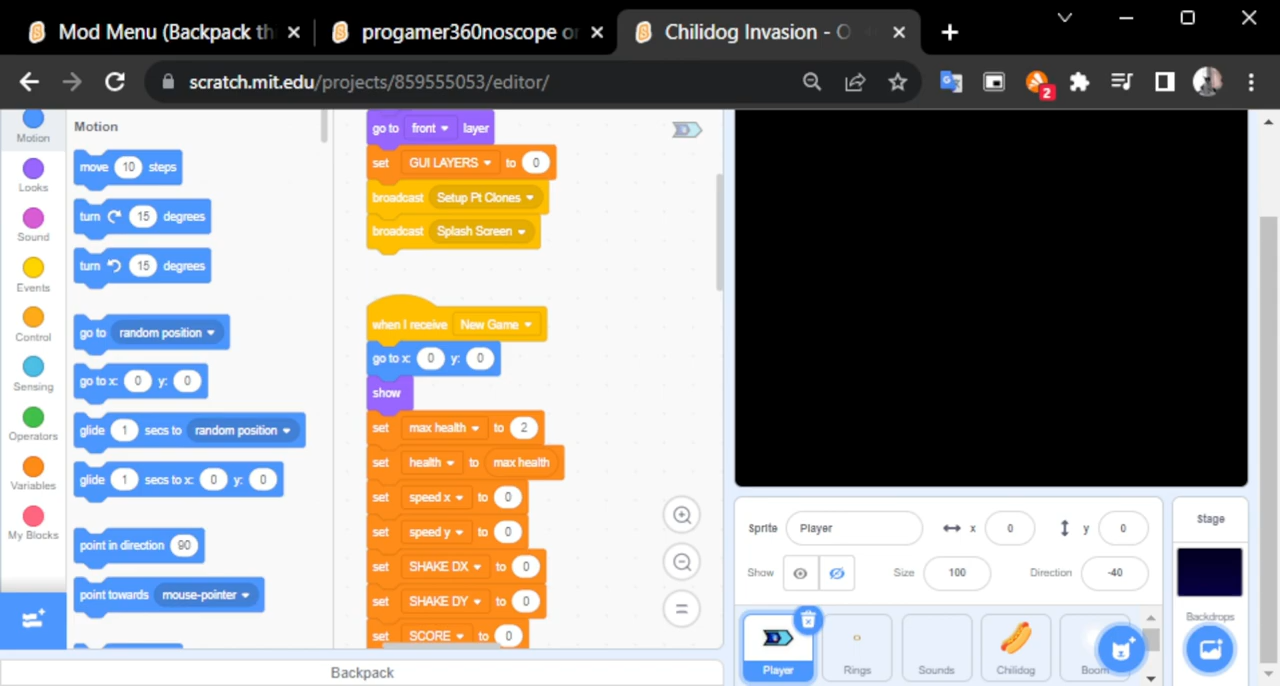 Mod Menu (Backpack th
progamer360noscope or
Chilidog Invasion - O
scratch.mit.edu/projects/859555053/editor/
2
Motion
Looks
Sound
Events
Control
Sensing
Operators
Variables
My Blocks
Motion
move 10 steps
turn 15 degrees
turn 15 degrees
go to random position
go to x: 0 y: 0
glide 1 secs to random position
glide 1 secs to x: 0 y: 0
point in direction 90
point towards mouse-pointer
go to front layer
set GUI LAYERS to 0
broadcast Setup Pt Clones
broadcast Splash Screen
when I receive New Game
go to x: 0 y: 0
show
set max health to 2
set health to max health
set speed x to 0
set speed y to 0
set SHAKE DX to 0
set SHAKE DY to 0
set SCORE to 0
Backpack
Sprite Player x 0 y 0
Show Size 100 Direction -40
Player
Rings
Sounds
Chilidog
Boom
Stage
Backdrops